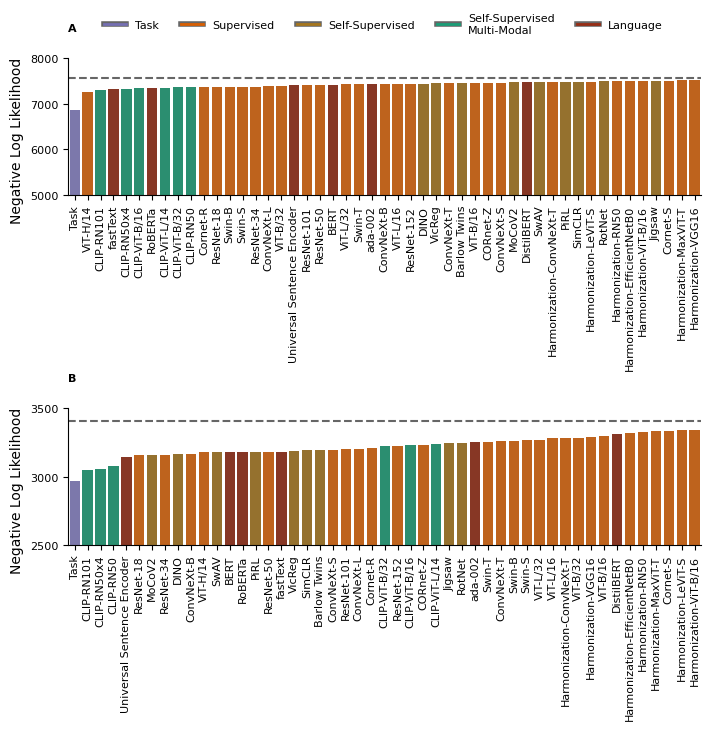 A
Task
Supervised
Self-Supervised
Self-Supervised
Multi-Modal
Language
Negative Log Likelihood
8000
7000
6000
5000
Task
ViT-H/14
CLIP-RN101
fastText
CLIP-RN50x4
CLIP-ViT-B/16
RoBERTa
CLIP-ViT-L/14
CLIP-ViT-B/32
CLIP-RN50
Cornet-R
ResNet-18
Swin-B
Swin-S
ResNet-34
ConvNeXt-L
ViT-B/32
Universal Sentence Encoder
ResNet-101
ResNet-50
BERT
ViT-L/32
Swin-T
ada-002
ConvNeXt-B
ViT-L/16
ResNet-152
DINO
VicReg
ConvNeXt-T
Barlow Twins
ViT-B/16
CORnet-Z
ConvNeXt-S
MoCoV2
DistilBERT
SwAV
Harmonization-ConvNeXt-T
PiRL
SimCLR
Harmonization-LeViT-S
RotNet
Harmonization-RN50
Harmonization-EfficientNetB0
Harmonization-ViT-B/16
Jigsaw
Cornet-S
Harmonization-MaxViT-T
Harmonization-VGG16
B
Negative Log Likelihood
3500
3000
2500
Task
CLIP-RN101
CLIP-RN50x4
CLIP-RN50
Universal Sentence Encoder
ResNet-18
MoCoV2
ResNet-34
DINO
ConvNeXt-B
ViT-H/14
SwAV
BERT
RoBERTa
PiRL
ResNet-50
fastText
VicReg
SimCLR
Barlow Twins
ConvNeXt-S
ResNet-101
ConvNeXt-L
Cornet-R
CLIP-ViT-B/32
ResNet-152
CLIP-ViT-B/16
CORnet-Z
CLIP-ViT-L/14
Jigsaw
RotNet
ada-002
Swin-T
ConvNeXt-T
Swin-B
Swin-S
ViT-L/32
ViT-L/16
Harmonization-ConvNeXt-T
ViT-B/32
Harmonization-VGG16
ViT-B/16
DistilBERT
Harmonization-EfficientNetB0
Harmonization-RN50
Harmonization-MaxViT-T
Cornet-S
Harmonization-LeViT-S
Harmonization-ViT-B/16